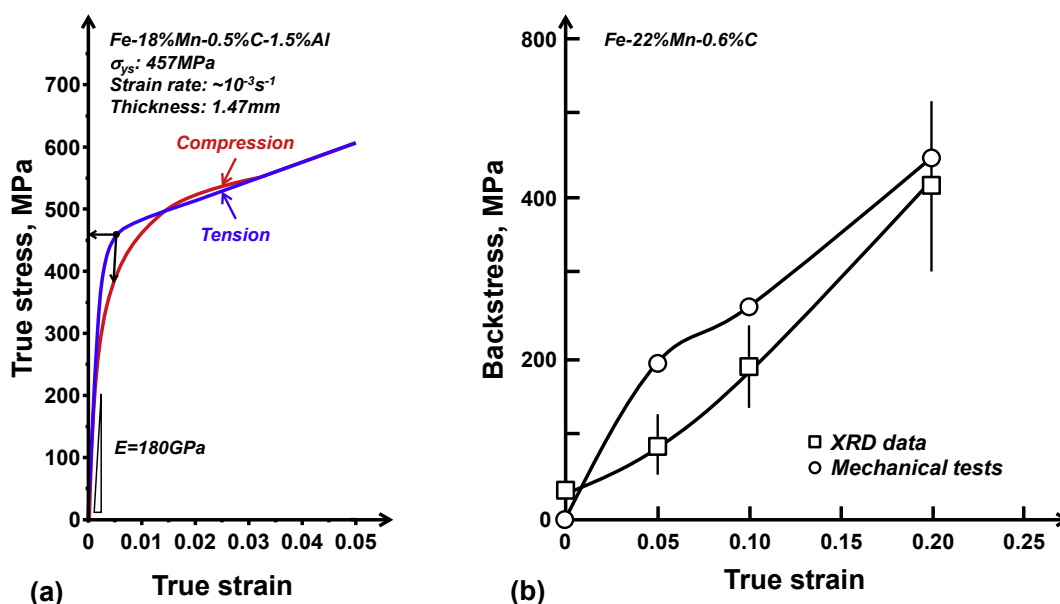 Fe-18%Mn-0.5%C-1.5%Al
σys: 457MPa
Strain rate: ~10-3s-1
Thickness: 1.47mm
Compression
Tension
E=180GPa
True stress, MPa
700
600
500
400
300
200
100
0
0 0.01 0.02 0.03 0.04 0.05
True strain
(a)
Fe-22%Mn-0.6%C
Backstress, MPa
800
400
200
0
XRD data
Mechanical tests
0 0.05 0.10 0.15 0.20 0.25
True strain
(b)